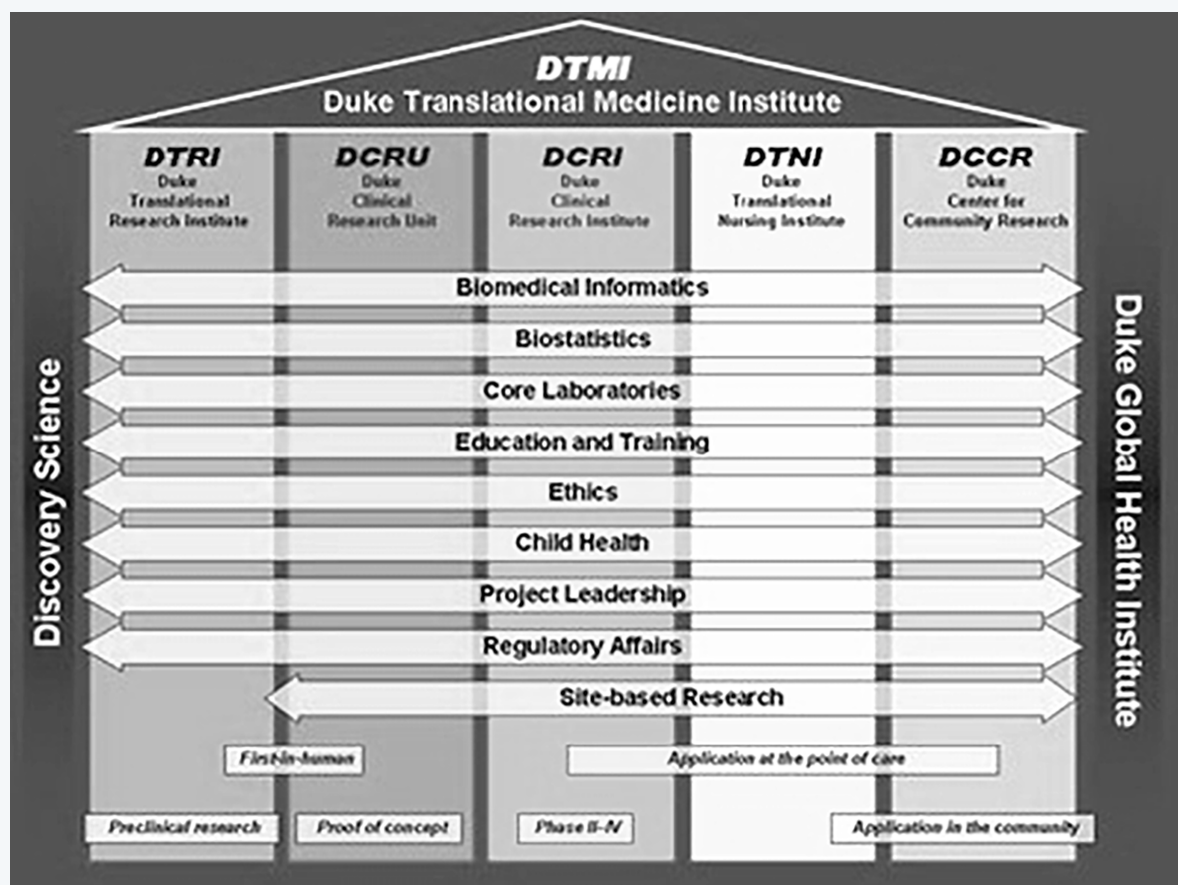 DTMI
Duke Translational Medicine Institute
DTRI
Duke
Translational
Research Institute
DCRU
Duke
Clinical
Research Unit
DCRI
Duke
Clinical
Research Institute
DTNI
Duke
Translational
Nursing Institute
DCCR
Duke
Center for
Community Research
Discovery Science
Biomedical Informatics
Biostatistics
Core Laboratories
Education and Training
Ethics
Child Health
Project Leadership
Regulatory Affairs
Site-based Research
Duke Global Health Institute
First-in-human
Application at the point of care
Preclinical research
Proof of concept
Phase II–IV
Application in the community